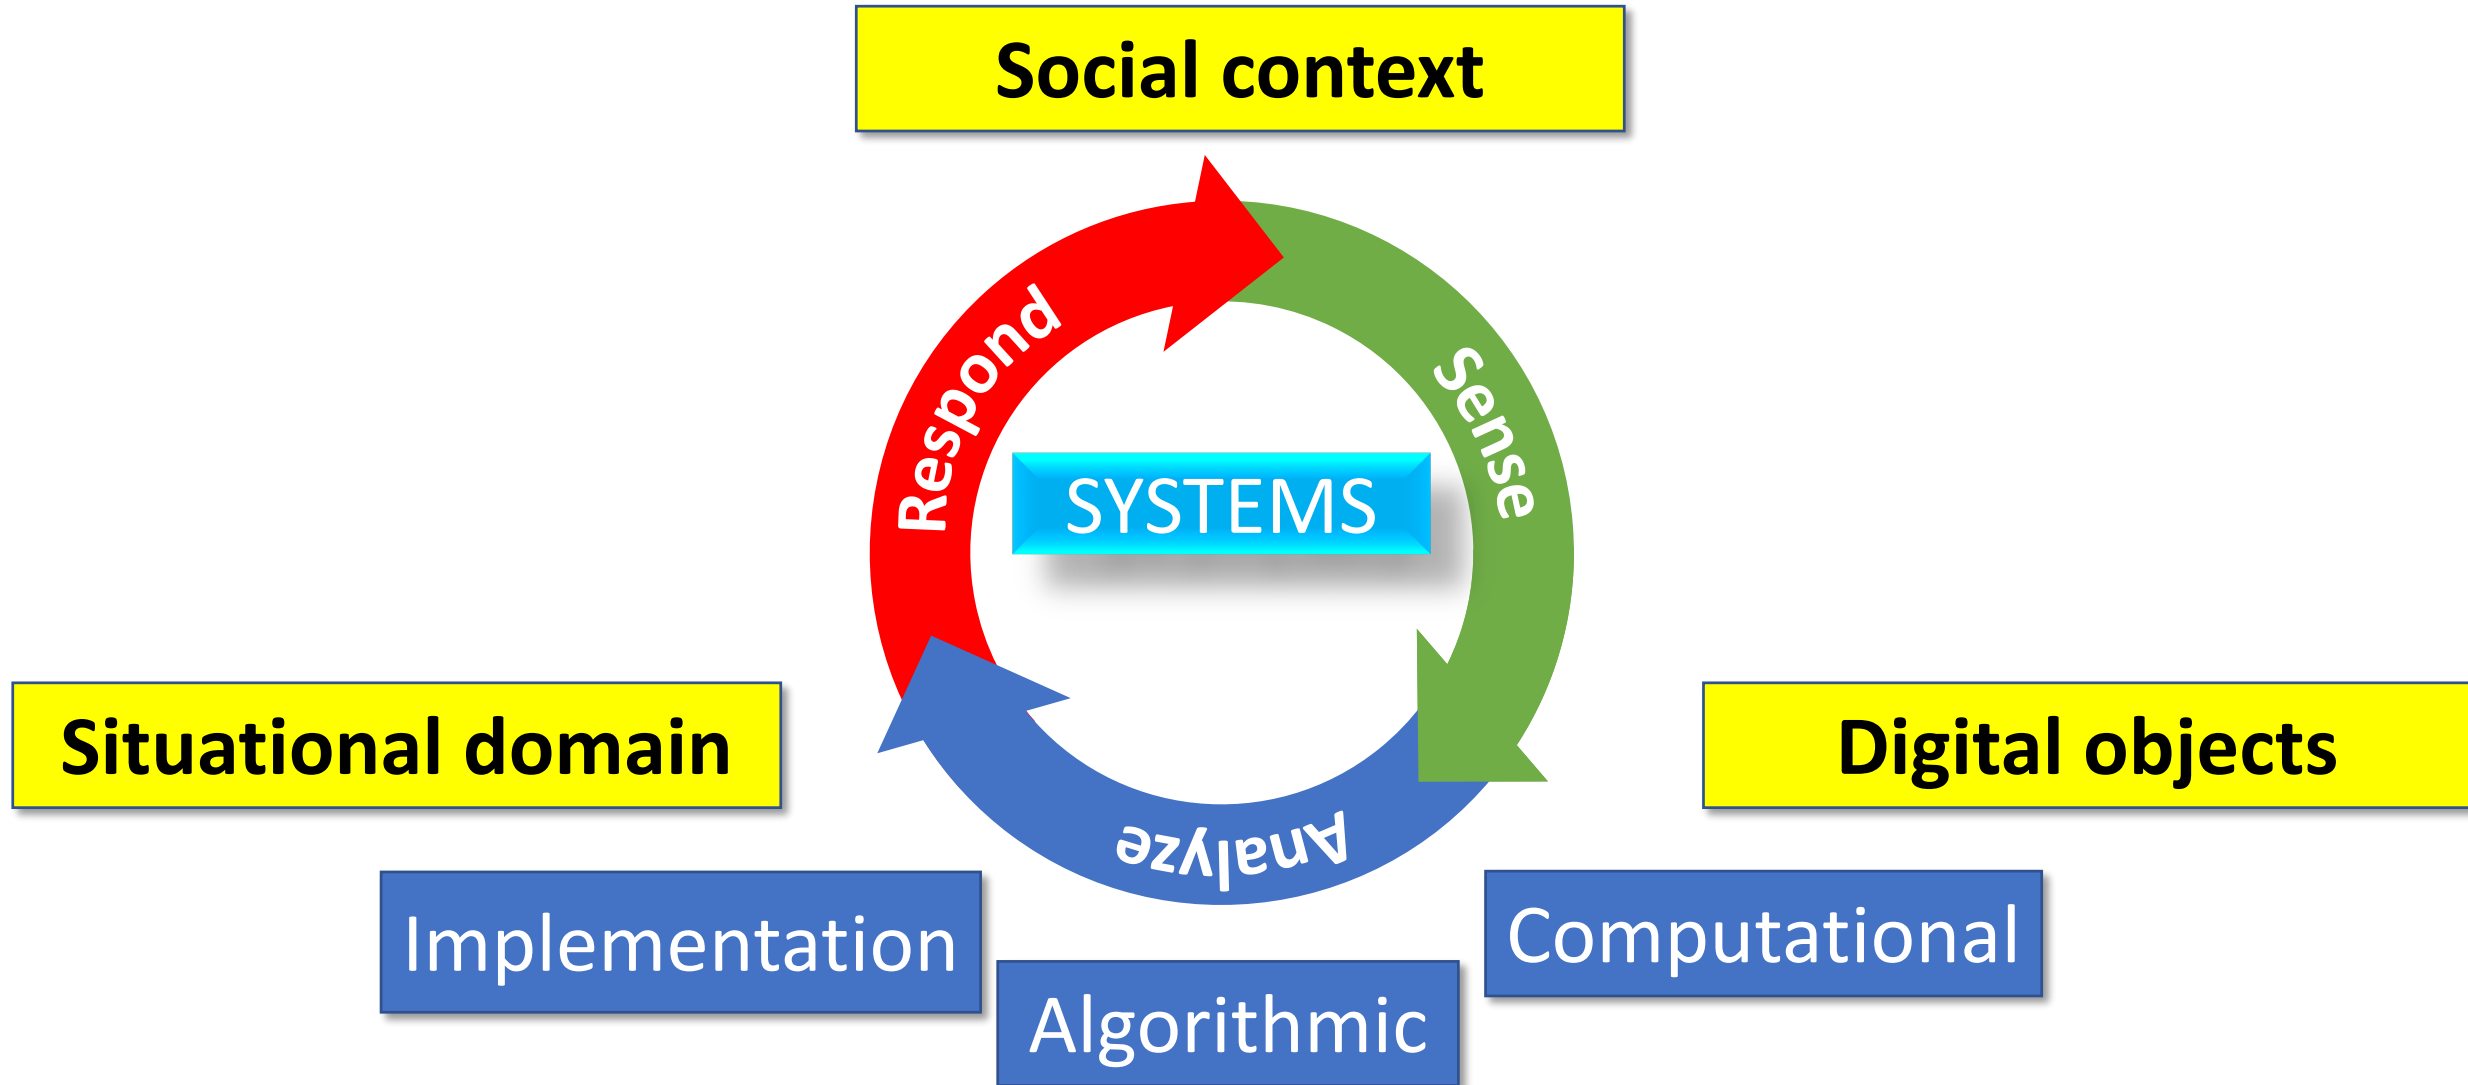 Social context
Respond
Sense
SYSTEMS
Situational domain
Digital objects
Analyze
Implementation
Computational
Algorithmic